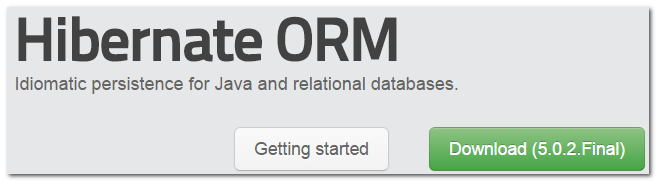 Hibernate ORM
Idiomatic persistence for Java and relational databases.
Getting started
Download (5.0.2.Final)